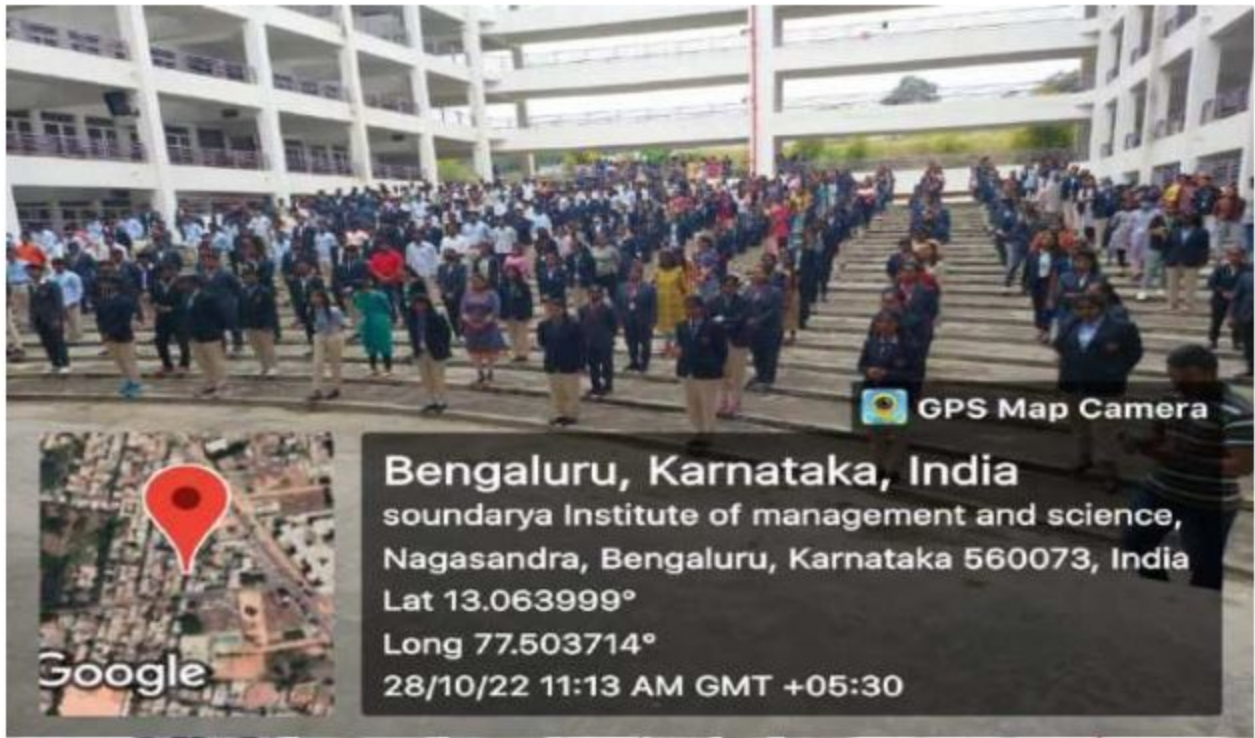 GPS Map Camera
Bengaluru, Karnataka, India
soundarya Institute of management and science,
Nagasandra, Bengaluru, Karnataka 560073, India
Lat 13.063999°
Long 77.503714°
28/10/22 11:13 AM GMT +05:30
Google